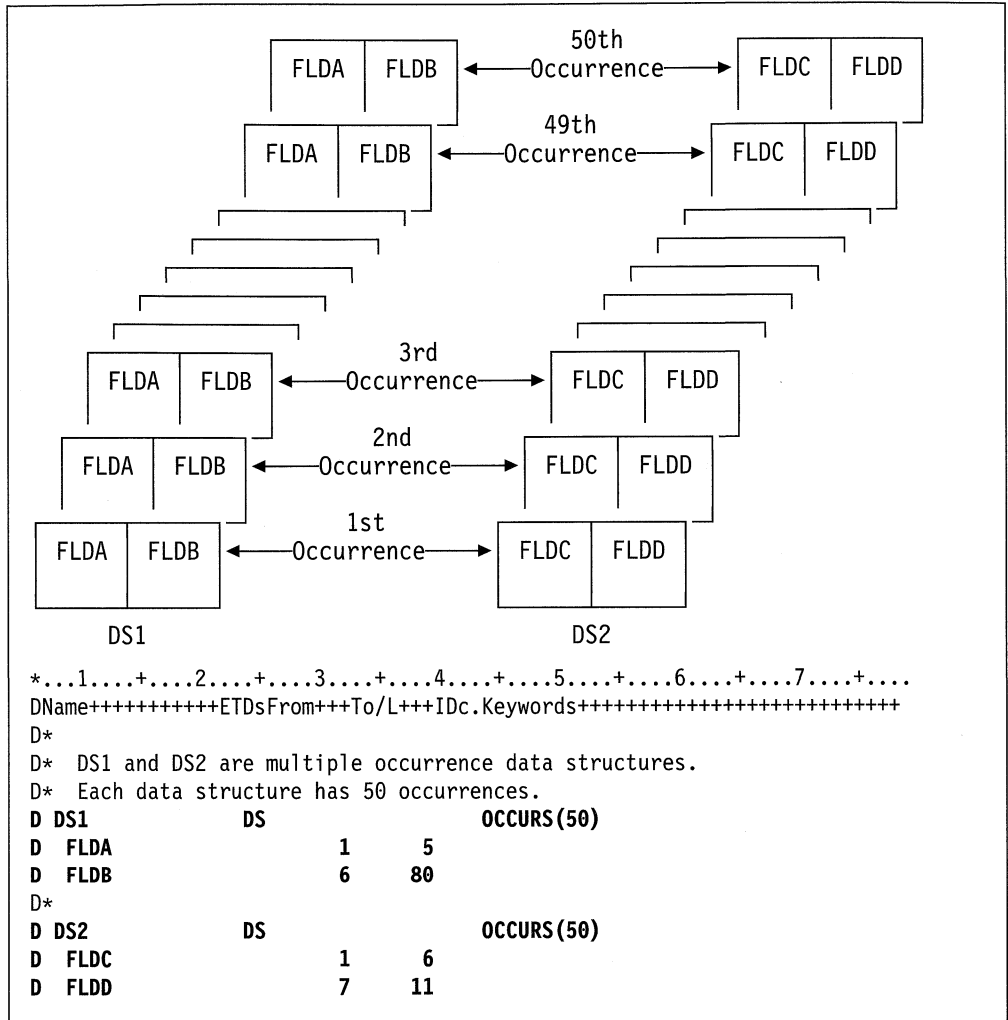 50th
FLDA FLDB Occurrence FLDC FLDD
49th
FLDA FLDB Occurrence FLDC FLDD
3rd
FLDA FLDB Occurrence FLDC FLDD
2nd
FLDA FLDB Occurrence FLDC FLDD
1st
FLDA FLDB Occurrence FLDC FLDD
DS1 DS2
*...1....+....2....+....3....+....4....+....5....+....6....+....7....+....
DName+++++++++++ETDsFrom+++To/L+++IDc.Keywords+++++++++++++++++++++++++++
D*
D*  DS1 and DS2 are multiple occurrence data structures.
D*  Each data structure has 50 occurrences.
D DS1             DS                  OCCURS(50)
D  FLDA                   1      5
D  FLDB                   6     80
D*
D DS2             DS                  OCCURS(50)
D  FLDC                   1      6
D  FLDD                   7     11